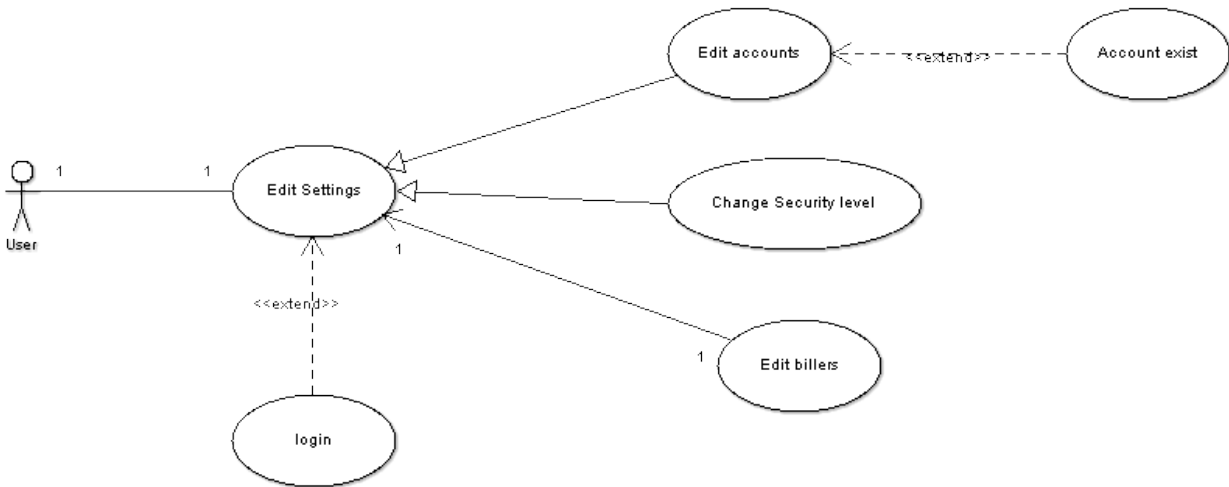 Edit accounts
<<extend>>
Account exist
1
1
Edit Settings
Change Security level
User
1
<<extend>>
1
Edit billers
login